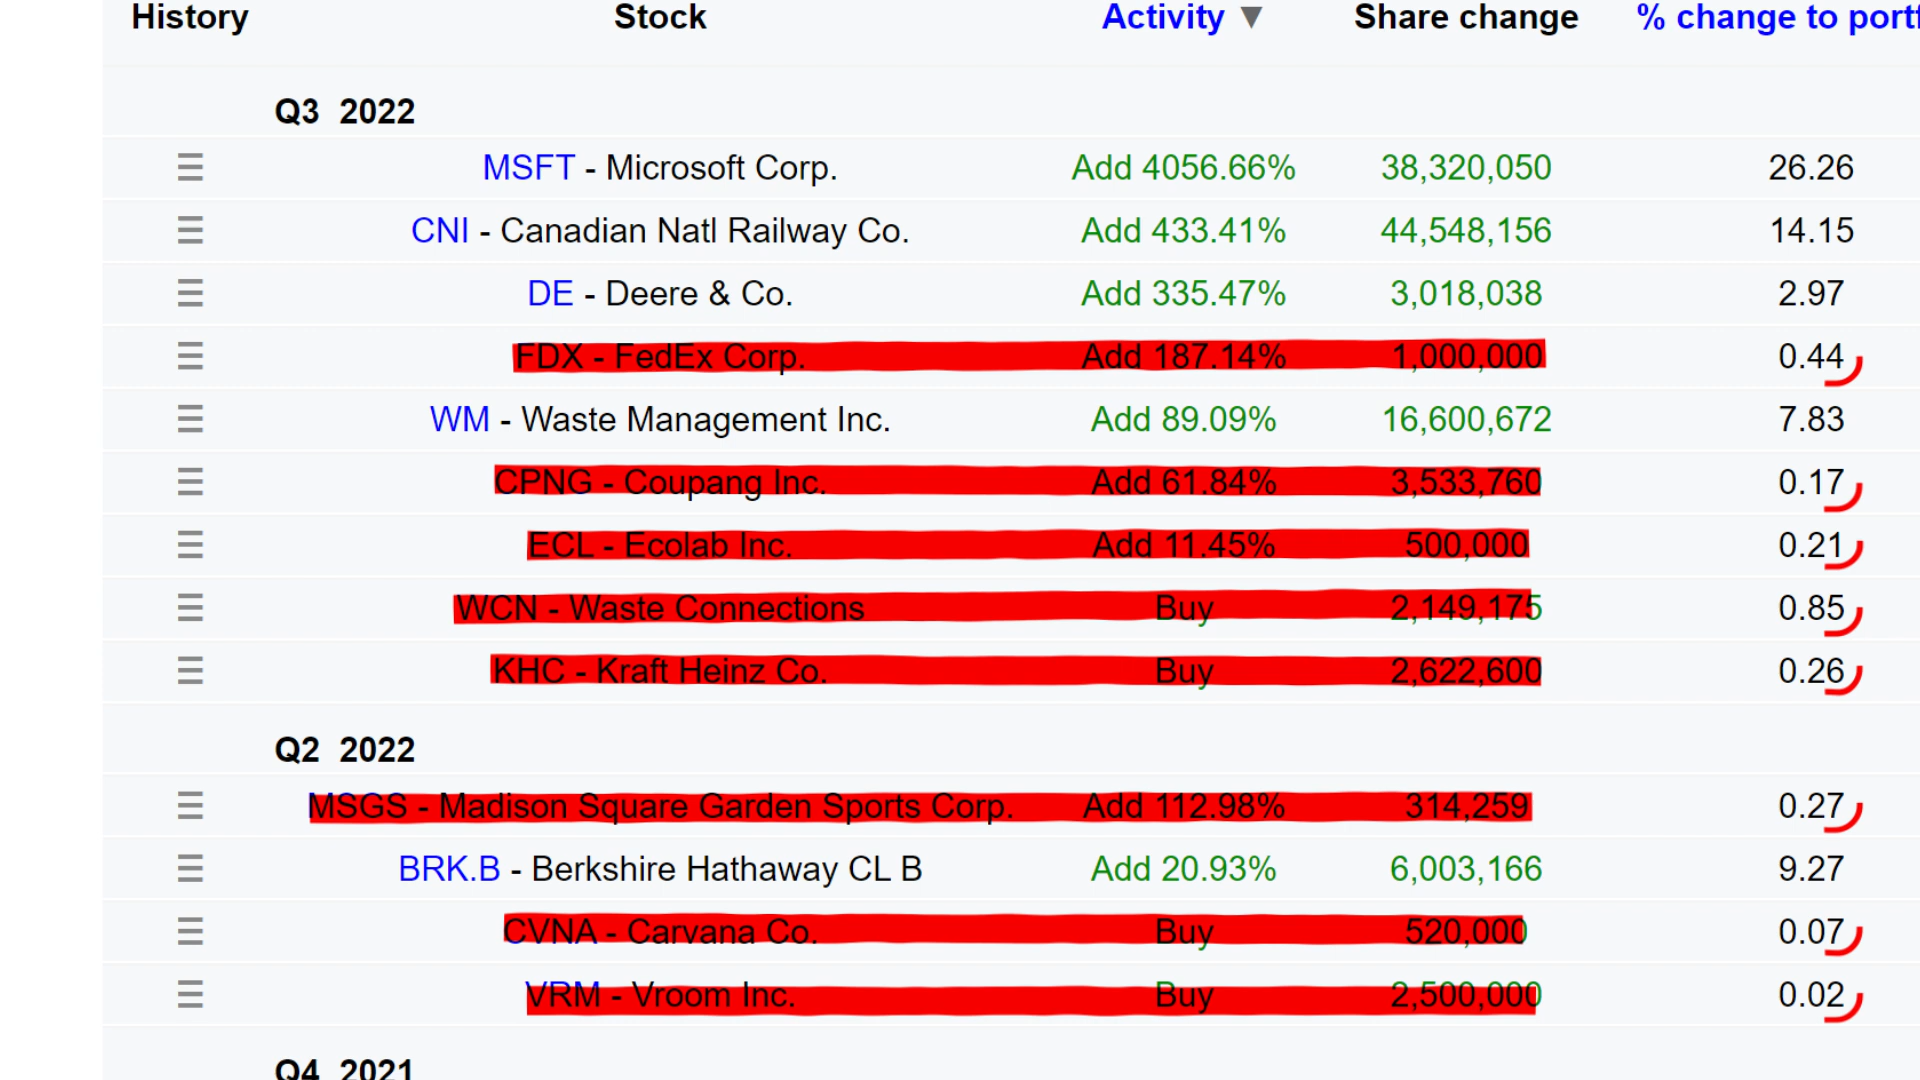 History Stock Activity ▼ Share change % change to portf
Q3 2022
MSFT - Microsoft Corp. Add 4056.66% 38,320,050 26.26
CNI - Canadian Natl Railway Co. Add 433.41% 44,548,156 14.15
DE - Deere & Co. Add 335.47% 3,018,038 2.97
FDX - FedEx Corp. Add 187.14% 1,000,000 0.44
WM - Waste Management Inc. Add 89.09% 16,600,672 7.83
CPNG - Coupang Inc. Add 61.84% 3,533,760 0.17
ECL - Ecolab Inc. Add 11.45% 500,000 0.21
WCN - Waste Connections Buy 2,149,175 0.85
KHC - Kraft Heinz Co. Buy 2,622,600 0.26
Q2 2022
MSGS - Madison Square Garden Sports Corp. Add 112.98% 314,259 0.27
BRK.B - Berkshire Hathaway CL B Add 20.93% 6,003,166 9.27
CVNA - Carvana Co. Buy 520,000 0.07
VRM - Vroom Inc. Buy 2,500,000 0.02
Q4 2021